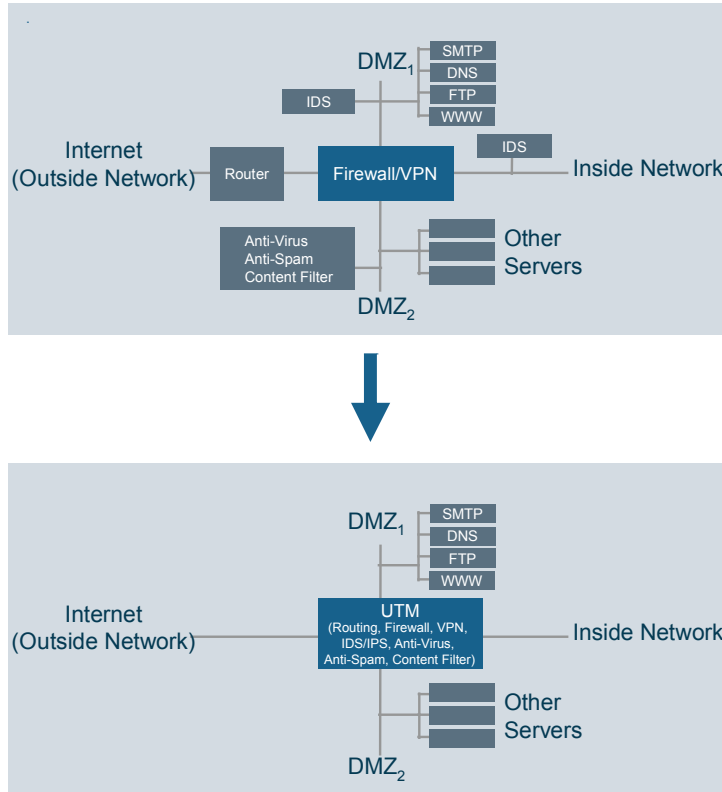 .
DMZ1
SMTP
DNS
FTP
WWW
IDS
IDS
Internet
(Outside Network)
Router
Firewall/VPN
Inside Network
Anti-Virus
Anti-Spam
Content Filter
Other
Servers
DMZ2
DMZ1
SMTP
DNS
FTP
WWW
Internet
(Outside Network)
UTM
(Routing, Firewall, VPN,
IDS/IPS, Anti-Virus,
Anti-Spam, Content Filter)
Inside Network
Other
Servers
DMZ2